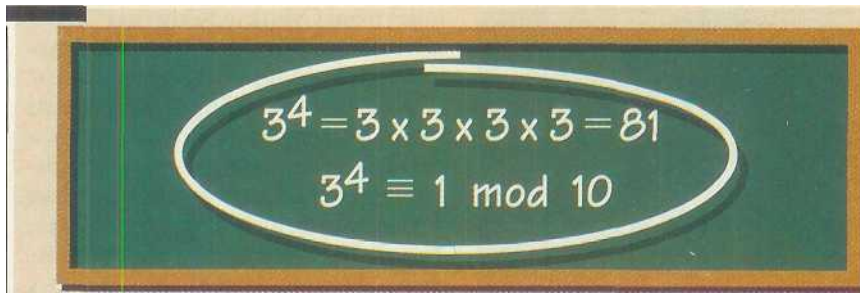 3⁴ = 3 x 3 x 3 x 3 = 81
3⁴ ≡ 1 mod 10